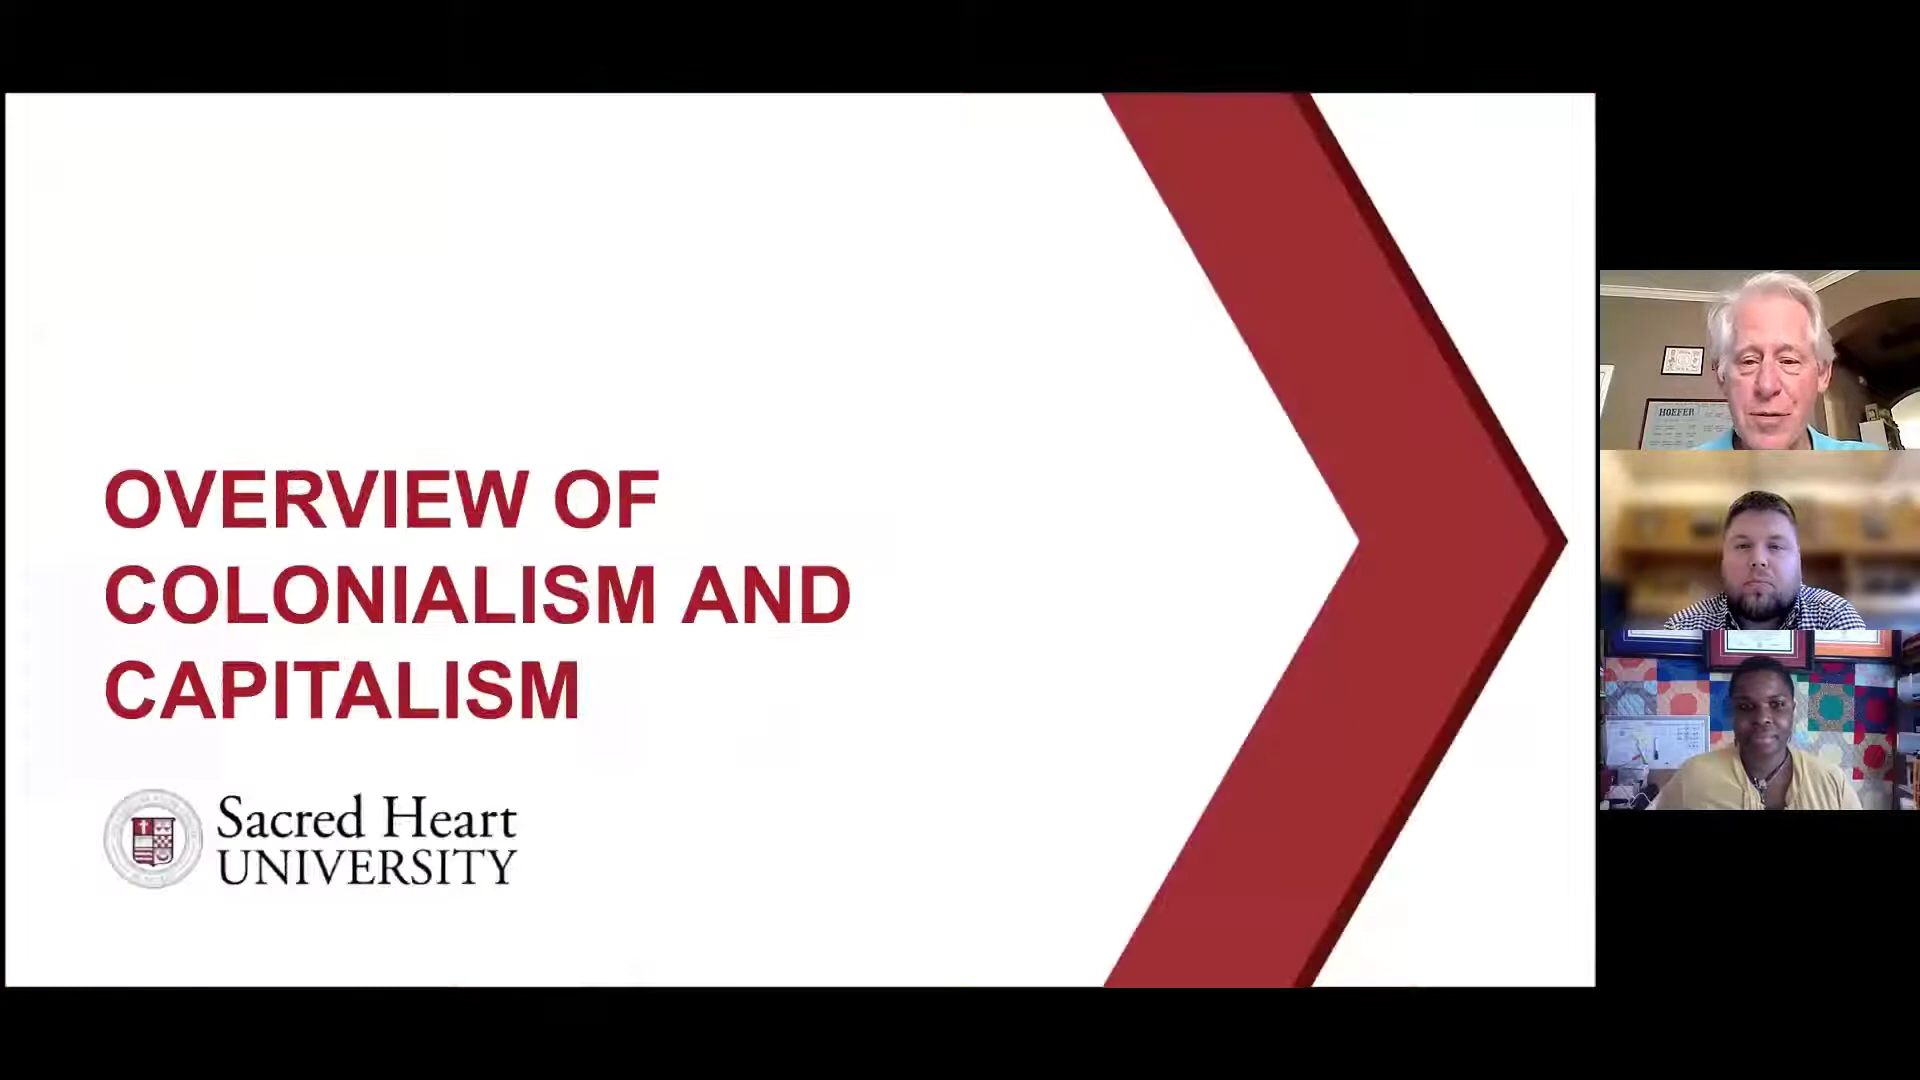 OVERVIEW OF
COLONIALISM AND
CAPITALISM
Sacred Heart
UNIVERSITY
HOEFER